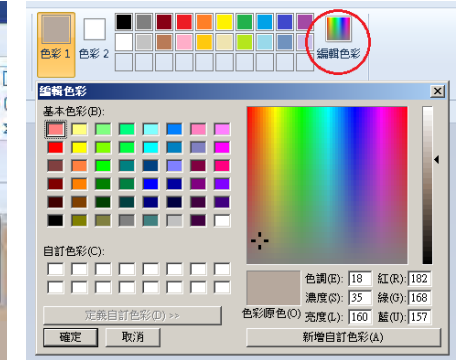 色彩 1 色彩 2 編輯色彩
編輯色彩
基本色彩(B):
自訂色彩(C):
定義自訂色彩(D) >>
確定 取消
色彩|原色(O)
色調(E): 18 紅(R): 182
濃度(S): 35 綠(G): 168
亮度(L): 160 藍(U): 157
新增自訂色彩(A)